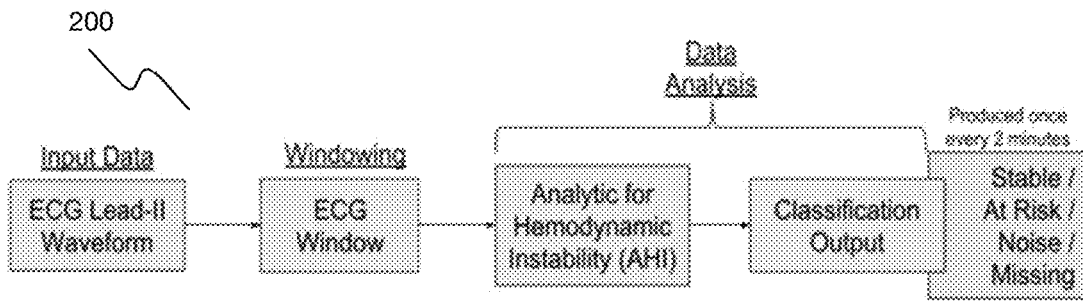 200
Data
Analysis
Produced once
every 2 minutes
Input Data
Windowing
ECG Lead-II
Waveform
ECG
Window
Analytic for
Hemodynamic
Instability (AHI)
Classification
Output
Stable /
At Risk /
Noise /
Missing